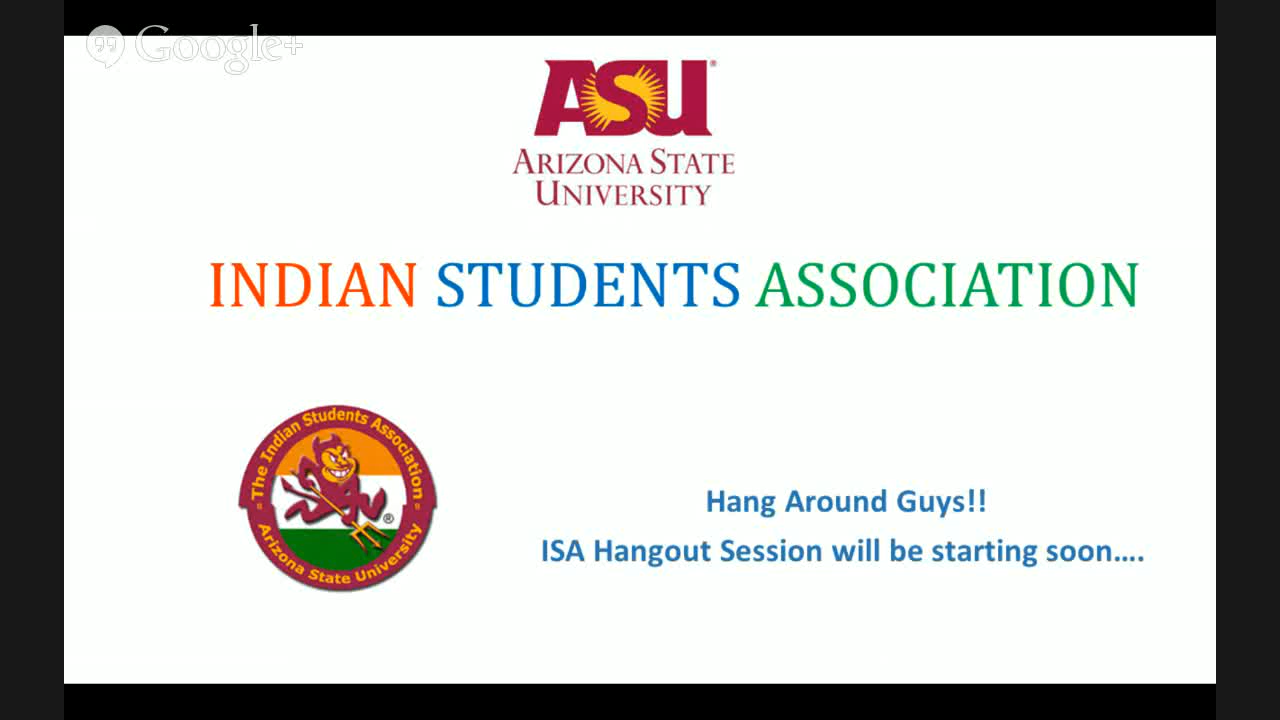 Google+
ASU®
ARIZONA STATE
UNIVERSITY
INDIAN STUDENTS ASSOCIATION
The Indian Students Association
®
Arizona State University
Hang Around Guys!!
ISA Hangout Session will be starting soon....